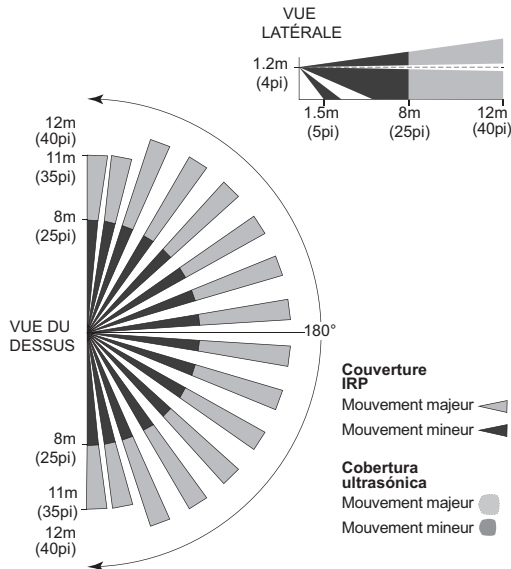 VUE
LATÉRALE
1.2m
(4pi)
1.5m
(5pi)
8m
(25pi)
12m
(40pi)
12m
(40pi)
11m
(35pi)
8m
(25pi)
VUE DU
DESSUS
180°
8m
(25pi)
11m
(35pi)
12m
(40pi)
Couverture
IRP
Mouvement majeur
Mouvement mineur
Cobertura
ultrasónica
Mouvement majeur
Mouvement mineur